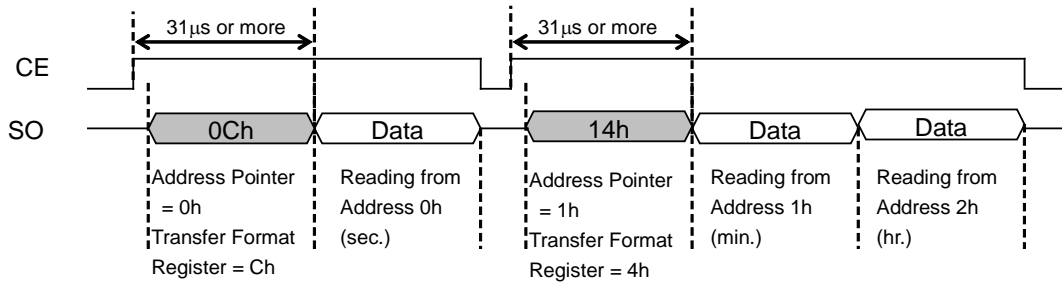 31μs or more 31μs or more
CE
SO 0Ch Data 14h Data Data
Address Pointer
= 0h
Transfer Format
Register = Ch
Reading from
Address 0h
(sec.)
Address Pointer
= 1h
Transfer Format
Register = 4h
Reading from
Address 1h
(min.)
Reading from
Address 2h
(hr.)